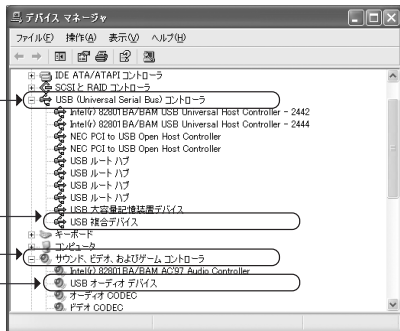 デバイス マネージャ
ファイル(F) 操作(A) 表示(V) ヘルプ(H)
IDE ATA/ATAPI コントローラ
SCSI と RAID コントローラ
USB (Universal Serial Bus) コントローラ
Intel(r) 82801BA/BAM USB Universal Host Controller - 2442
Intel(r) 82801BA/BAM USB Universal Host Controller - 2444
NEC PCI to USB Open Host Controller
NEC PCI to USB Open Host Controller
USB ルート ハブ
USB ルート ハブ
USB ルート ハブ
USB ルート ハブ
USB 大容量記憶装置デバイス
USB 複合デバイス
キーボード
コンピュータ
サウンド、ビデオ、およびゲーム コントローラ
Intel(r) 82801BA/BAM AC'97 Audio Controller
USB オーディオ デバイス
オーディオ CODEC
ビデオ CODEC